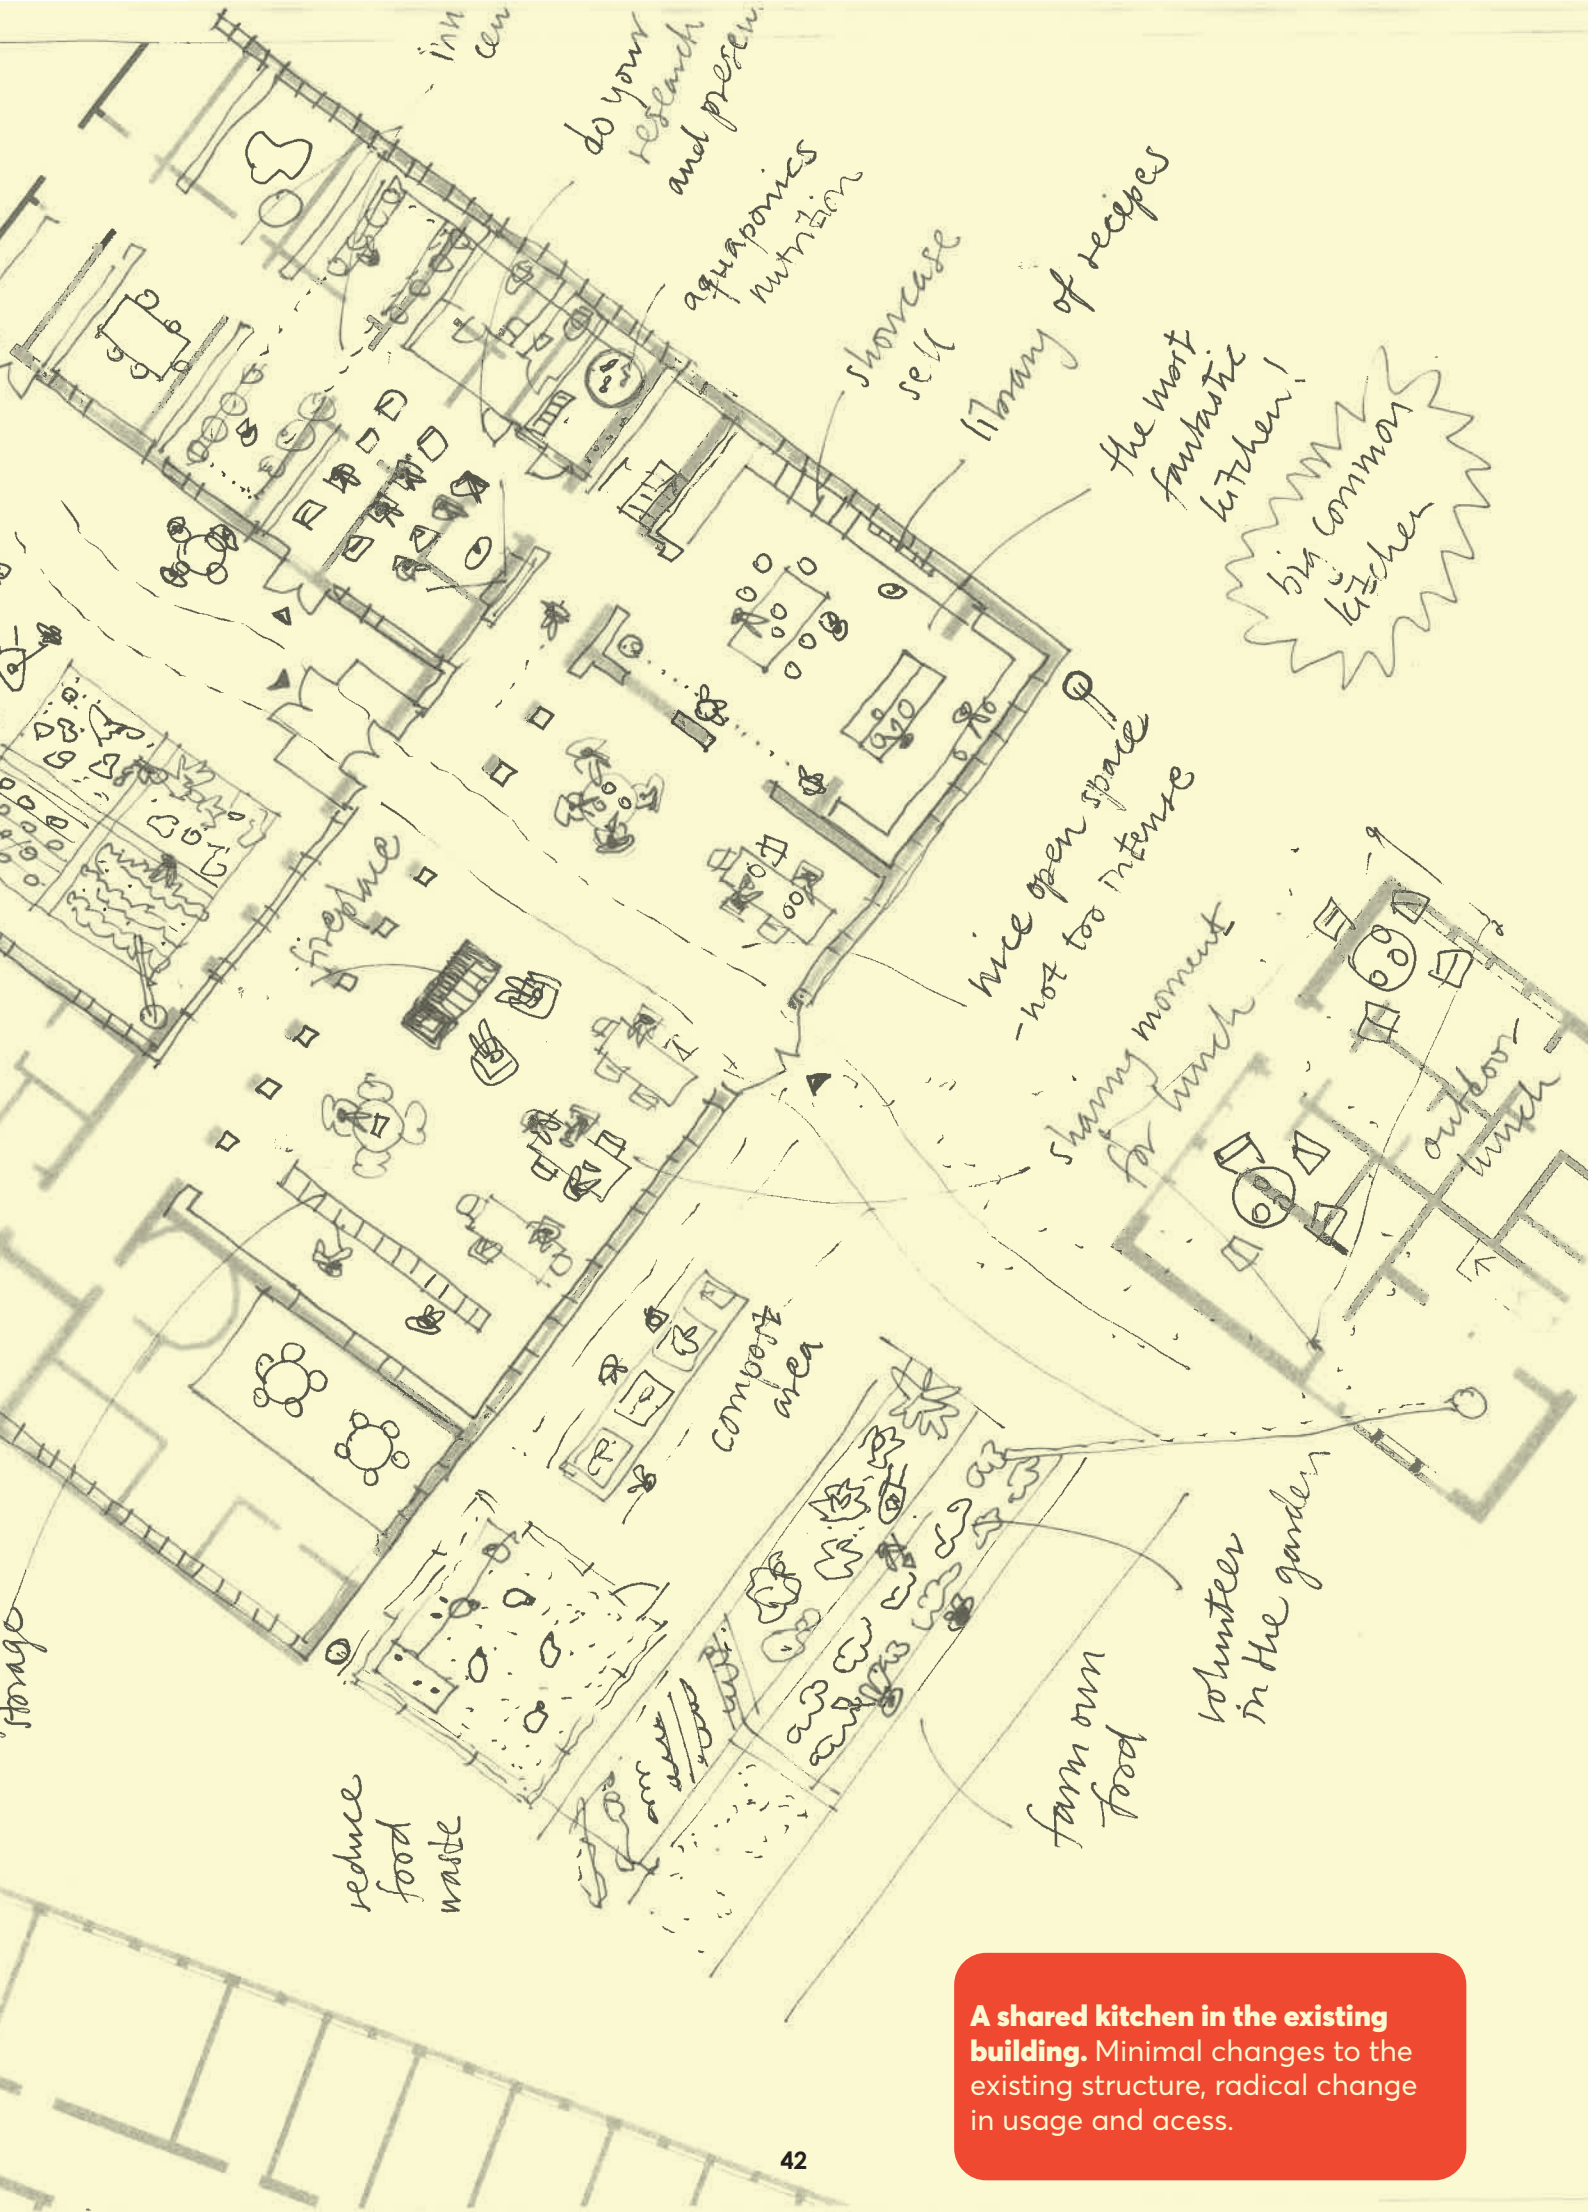 inn
cen
do your
research
and presen
aquaponics
nutrition
showcase
sell
library of recipes
the most
fantastic
kitchen!
big common
kitchen
fireplace
nice open space
-not too intense
sharing moment
for lunch
outdoor
lunch
compost
area
storage
volunteer
in the garden
farm own
food
reduce
food
waste
A shared kitchen in the existing
building. Minimal changes to the
existing structure, radical change
in usage and acess.
42